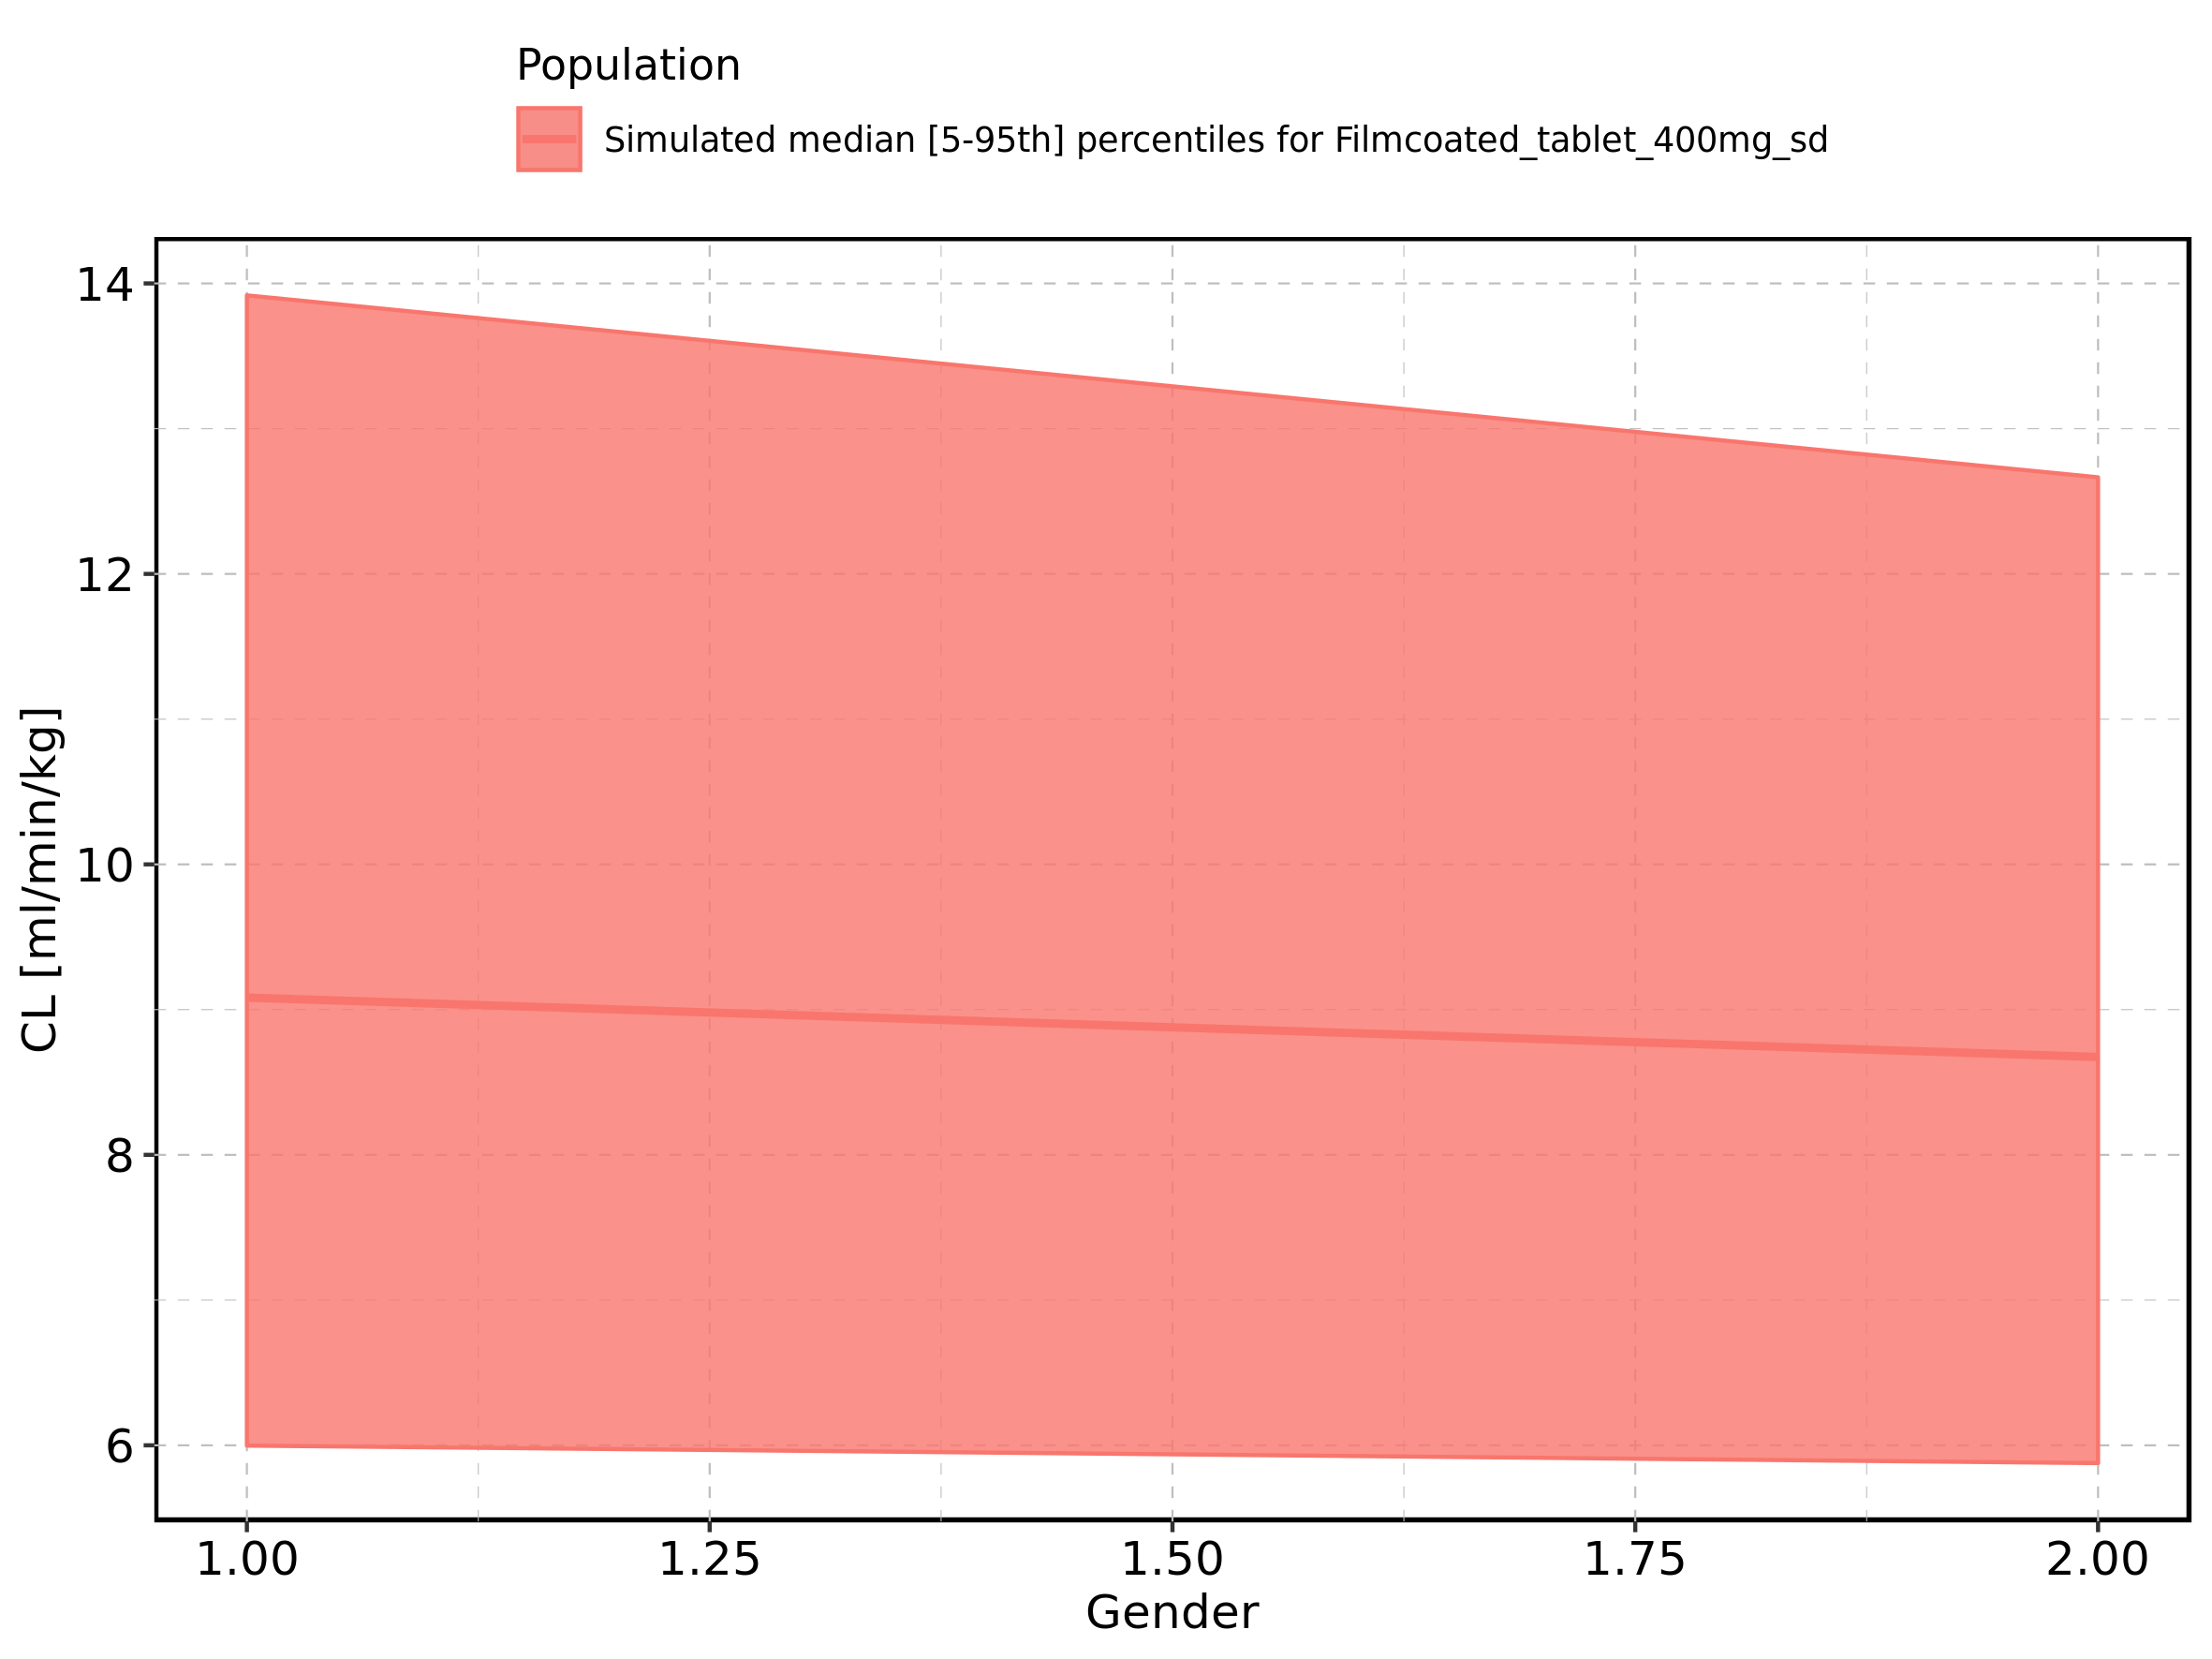 Population
Simulated median [5-95th] percentiles for Filmcoated_tablet_400mg_sd
14
12
10
8
6
CL [ml/min/kg]
1.00 1.25 1.50 1.75 2.00
Gender